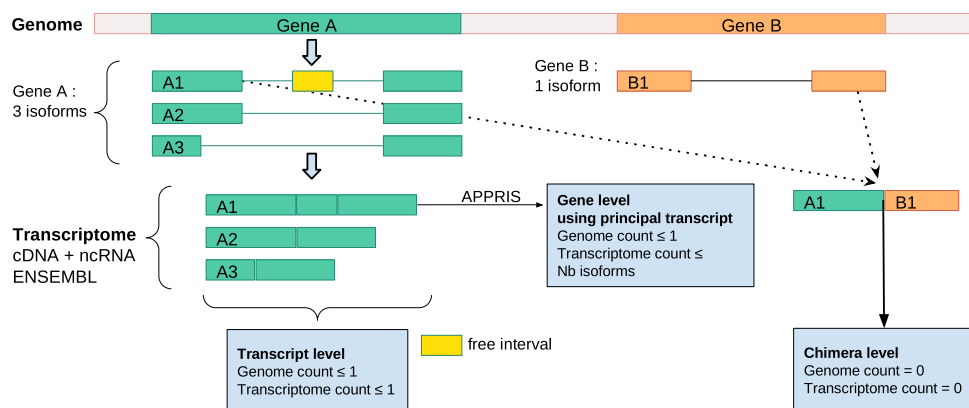 Genome
Gene A
Gene B
Gene A :
3 isoforms
A1
A2
A3
Gene B :
1 isoform
B1
Transcriptome
cDNA + ncRNA
ENSEMBL
A1
A2
A3
APPRIS
Gene level
using principal transcript
Genome count ≤ 1
Transcriptome count ≤
Nb isoforms
A1
B1
Transcript level
Genome count ≤ 1
Transcriptome count ≤ 1
free interval
Chimera level
Genome count = 0
Transcriptome count = 0